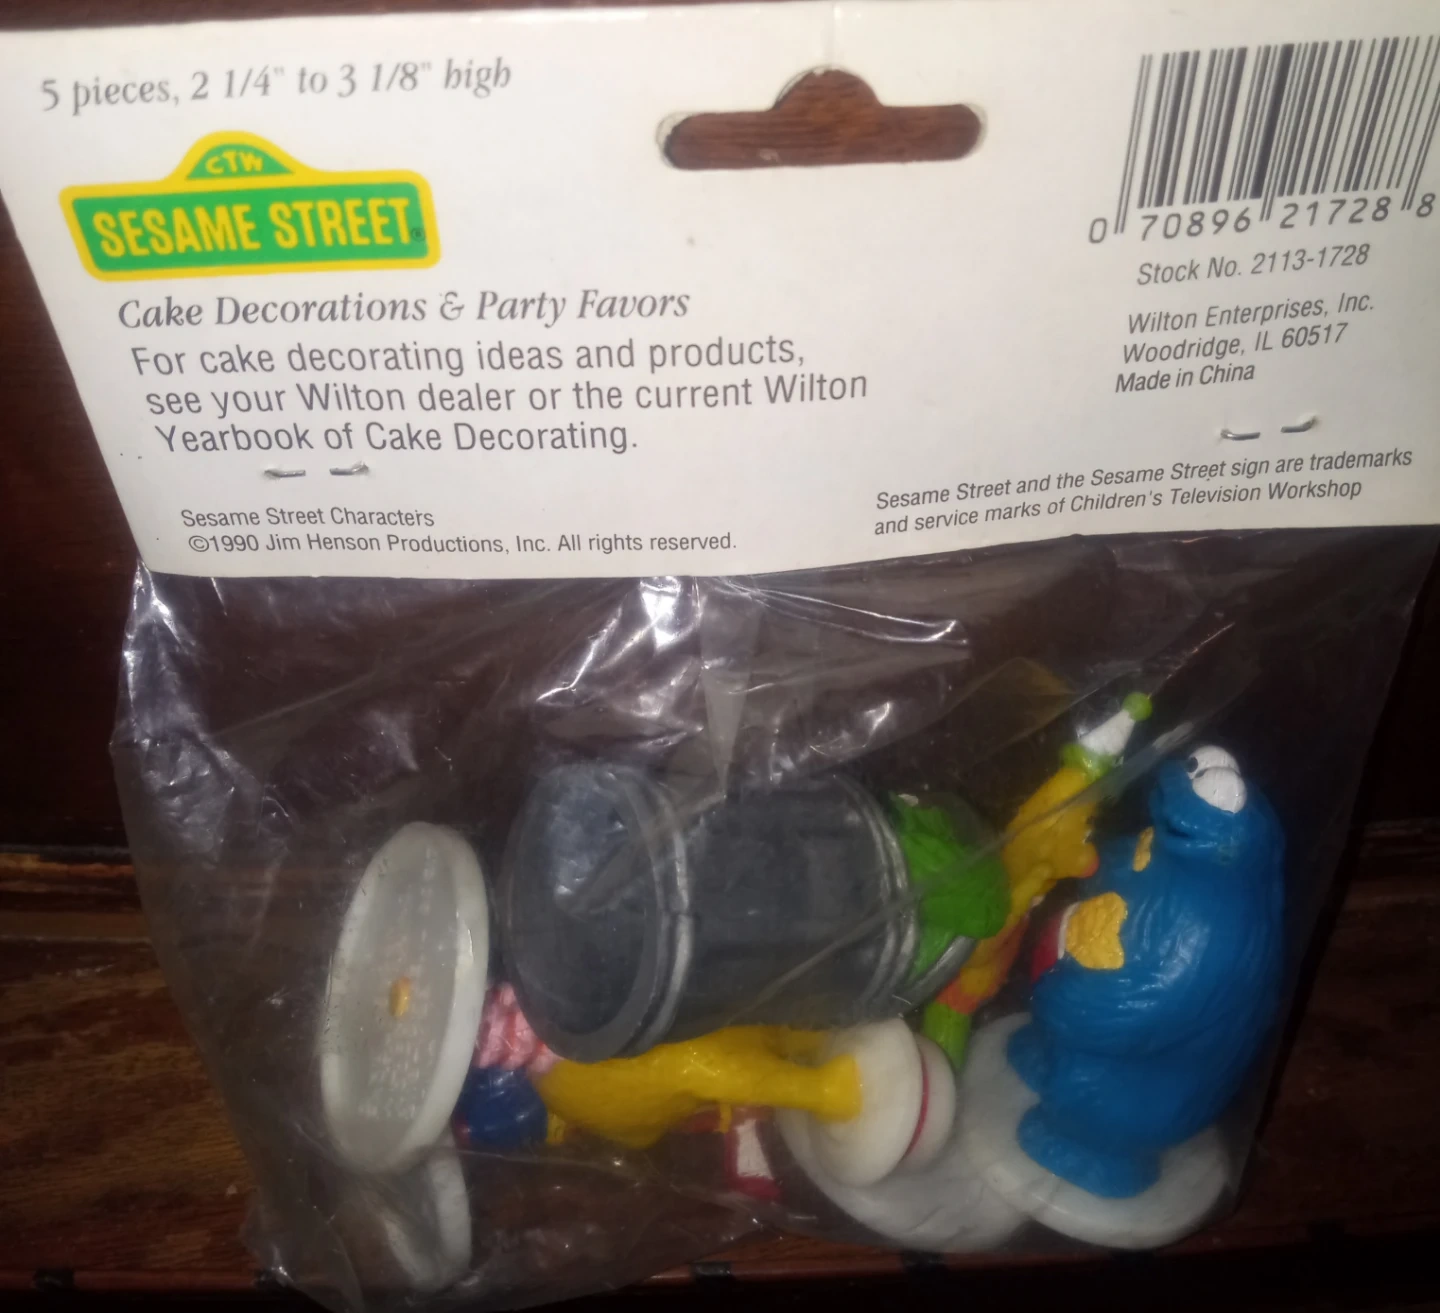 5 pieces, 2 1/4" to 3 1/8" high
CTW
SESAME STREET®
Cake Decorations & Party Favors
For cake decorating ideas and products,
see your Wilton dealer or the current Wilton
Yearbook of Cake Decorating.
Sesame Street Characters
©1990 Jim Henson Productions, Inc. All rights reserved.
0 70896 21728 8
Stock No. 2113-1728
Wilton Enterprises, Inc.
Woodridge, IL 60517
Made in China
Sesame Street and the Sesame Street sign are trademarks
and service marks of Children's Television Workshop